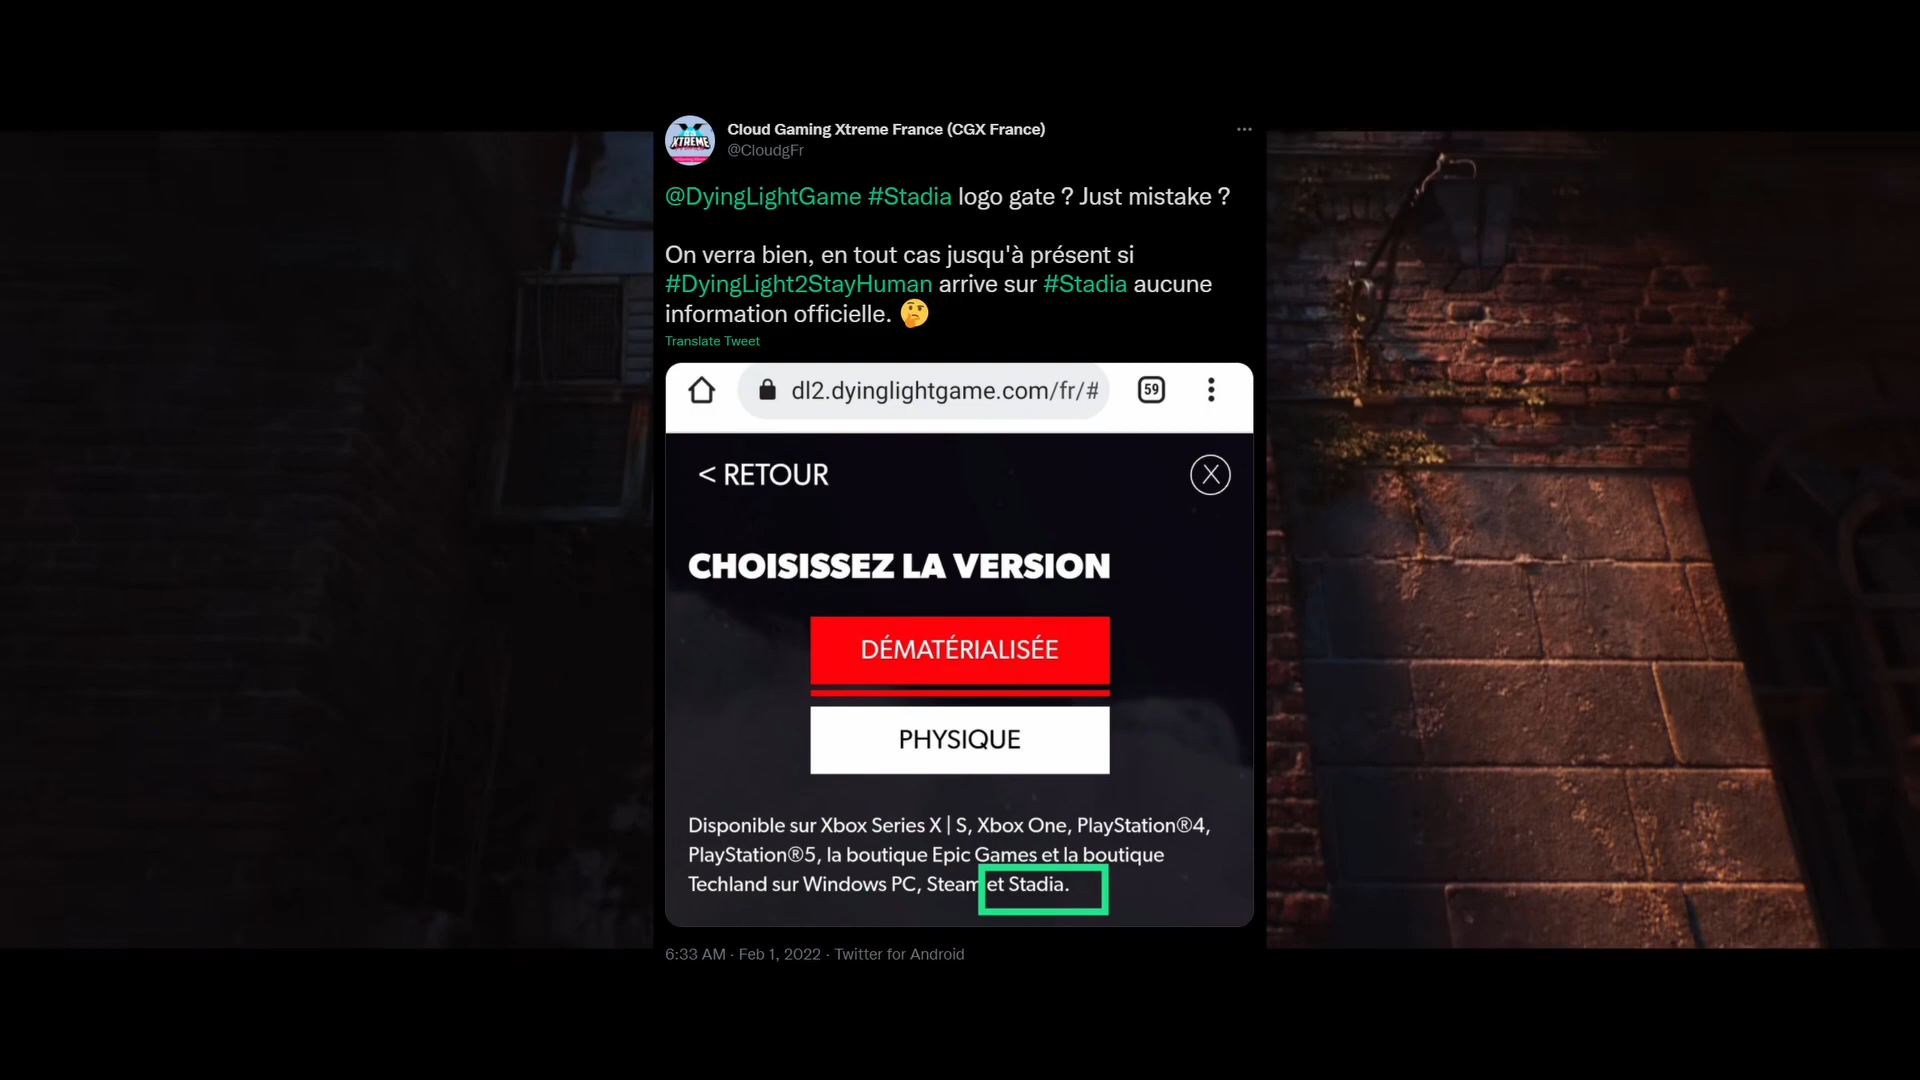 XTREME
Cloud Gaming Xtreme France (CGX France)
@CloudgFr
@DyingLightGame #Stadia logo gate ? Just mistake ?
On verra bien, en tout cas jusqu'à présent si
#DyingLight2StayHuman arrive sur #Stadia aucune
information officielle. 🤔
Translate Tweet
dl2.dyinglightgame.com/fr/#
59
< RETOUR
X
CHOISISSEZ LA VERSION
DÉMATÉRIALISÉE
PHYSIQUE
Disponible sur Xbox Series X | S, Xbox One, PlayStation®4,
PlayStation®5, la boutique Epic Games et la boutique
Techland sur Windows PC, Steam et Stadia.
6:33 AM · Feb 1, 2022 · Twitter for Android